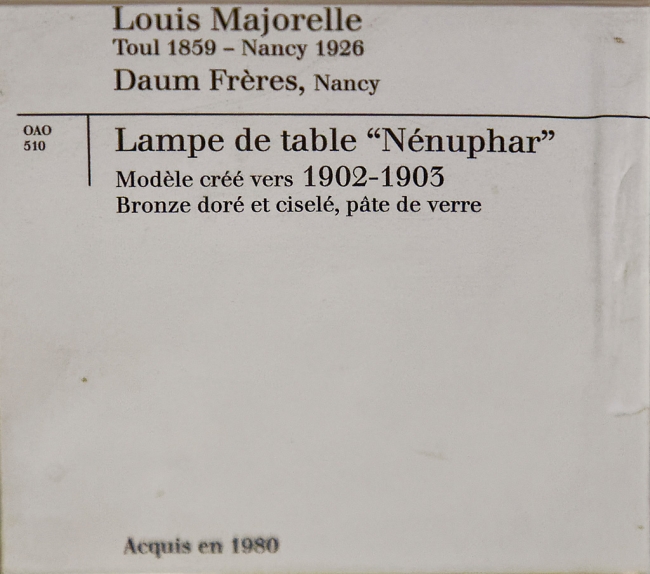 Louis Majorelle
Toul 1859 – Nancy 1926
Daum Frères, Nancy
OAO
510
Lampe de table “Nénuphar”
Modèle créé vers 1902-1903
Bronze doré et ciselé, pâte de verre
Acquis en 1980